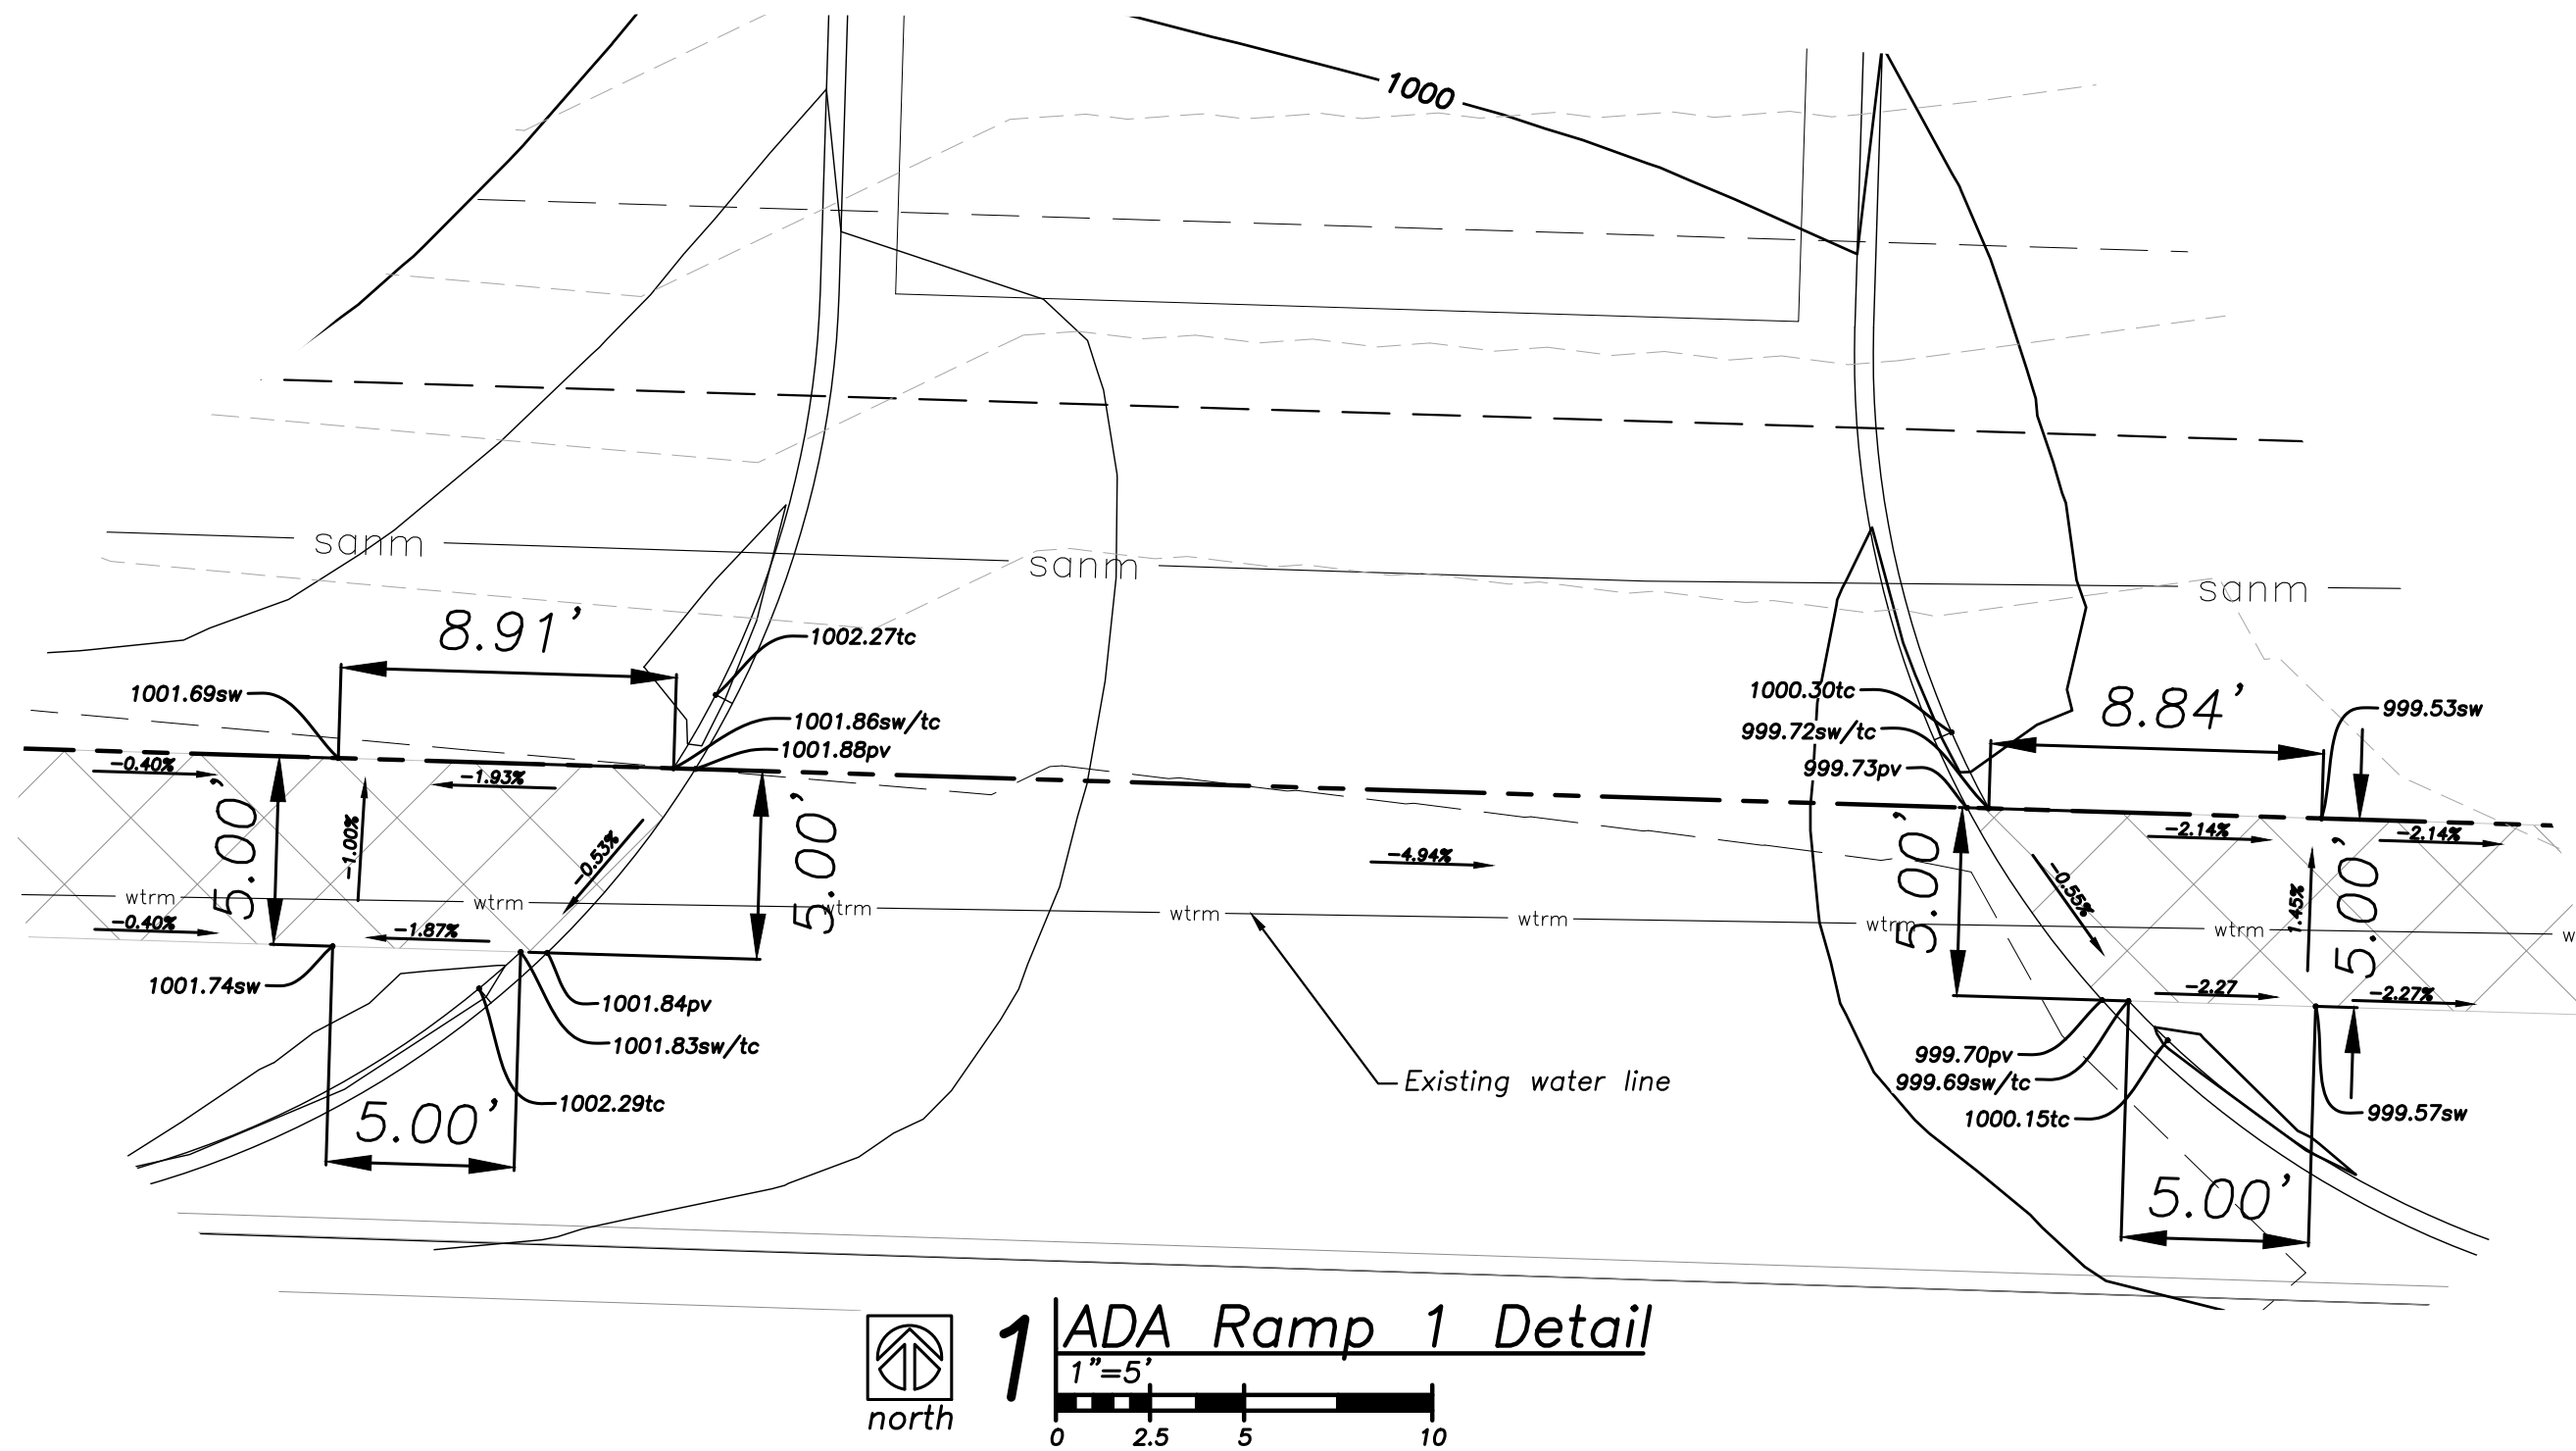 1000
sanm
sanm
sanm
8.91'
1002.27tc
1001.69sw
1001.86sw/tc
1001.88pv
1000.30tc
999.72sw/tc
999.73pv
8.84'
999.53sw
-0.40%
-1.93%
-2.14%
-2.14%
5.00'
-1.00%
-0.53%
5.00'
-4.94%
5.00'
-0.55%
1.45%
5.00'
wtrm
wtrm
wtrm
wtrm
wtrm
wtrm
wtrm
w
-0.40%
-1.87%
1001.74sw
1001.84pv
1001.83sw/tc
1002.29tc
5.00'
-2.27
-2.27%
999.70pv
999.69sw/tc
1000.15tc
999.57sw
Existing water line
5.00'
north
1
ADA Ramp 1 Detail
1"=5'
0 2.5 5 10